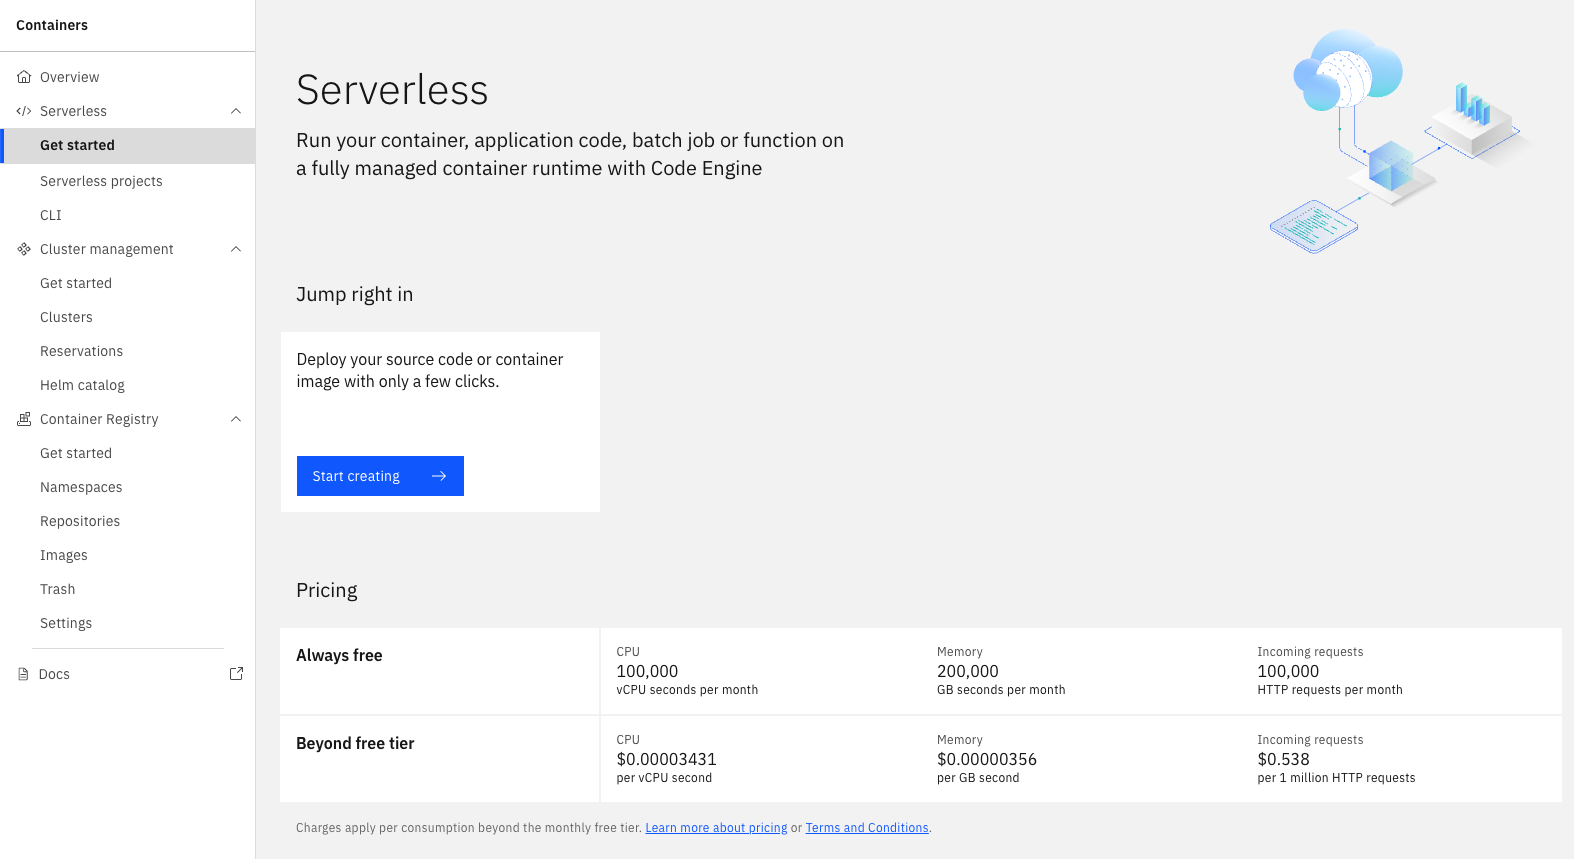 Containers
Overview
Serverless
Get started
Serverless projects
CLI
Cluster management
Get started
Clusters
Reservations
Helm catalog
Container Registry
Get started
Namespaces
Repositories
Images
Trash
Settings
Docs
Serverless
Run your container, application code, batch job or function on
a fully managed container runtime with Code Engine
Jump right in
Deploy your source code or container
image with only a few clicks.
Start creating
Pricing
Always free
CPU
100,000
vCPU seconds per month
Memory
200,000
GB seconds per month
Incoming requests
100,000
HTTP requests per month
Beyond free tier
CPU
$0.00003431
per vCPU second
Memory
$0.00000356
per GB second
Incoming requests
$0.538
per 1 million HTTP requests
Charges apply per consumption beyond the monthly free tier. Learn more about pricing or Terms and Conditions.